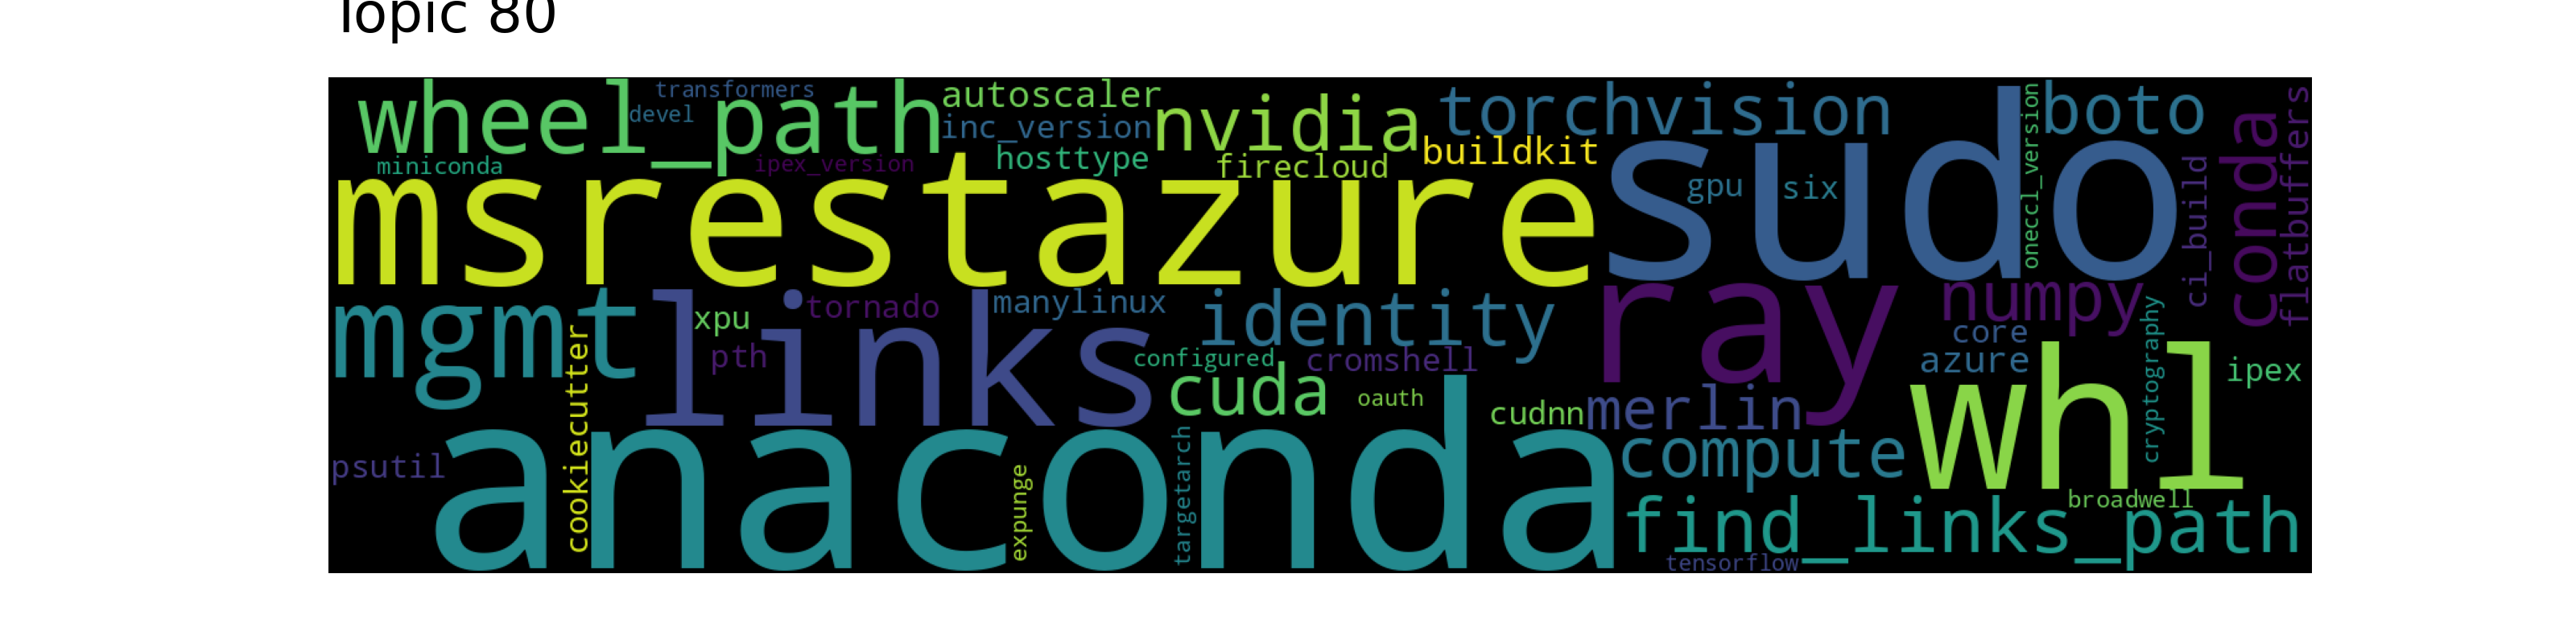 Topic 80
wheel_path
transformers
devel
autoscaler
inc_version
nvidia
torchvision
boto
miniconda
ipex_version
hosttype
firecloud
buildkit
msrestazure
sudo
gpu
six
oneccl_version
ci_build
conda
flatbuffers
mgmt
links
xpu
tornado
pth
manylinux
identity
configured
cromshell
ray
numpy
core
azure
cryptography
ipex
whl
cookiecutter
cuda
oauth
cudnn
merlin
compute
psutil
anaconda
expunge
targetarch
broadwell
find_links_path
tensorflow